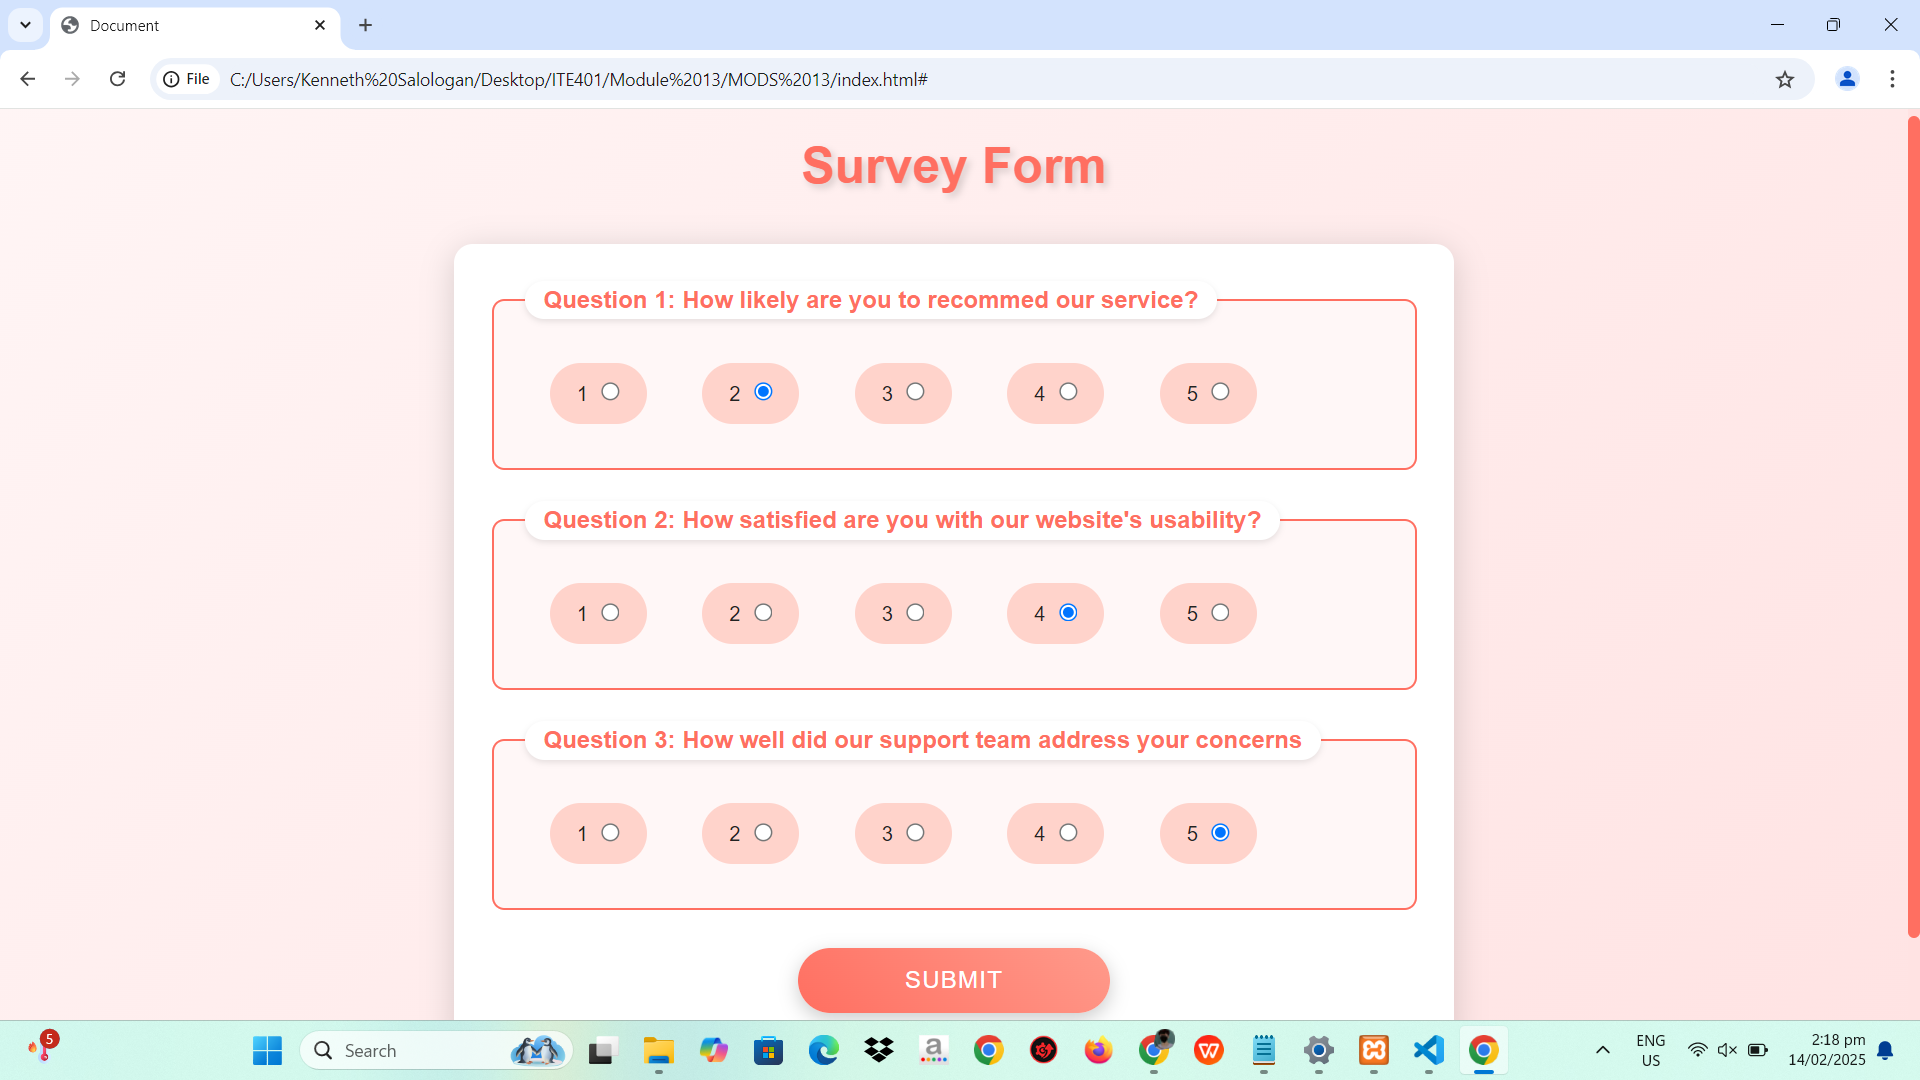 Document
File
C:/Users/Kenneth%20Salologan/Desktop/ITE401/Module%2013/MODS%2013/index.html#
Survey Form
Question 1: How likely are you to recommed our service?
1 2 3 4 5
Question 2: How satisfied are you with our website's usability?
1 2 3 4 5
Question 3: How well did our support team address your concerns
1 2 3 4 5
SUBMIT
5
Search
a
W
ENG
US
2:18 pm
14/02/2025